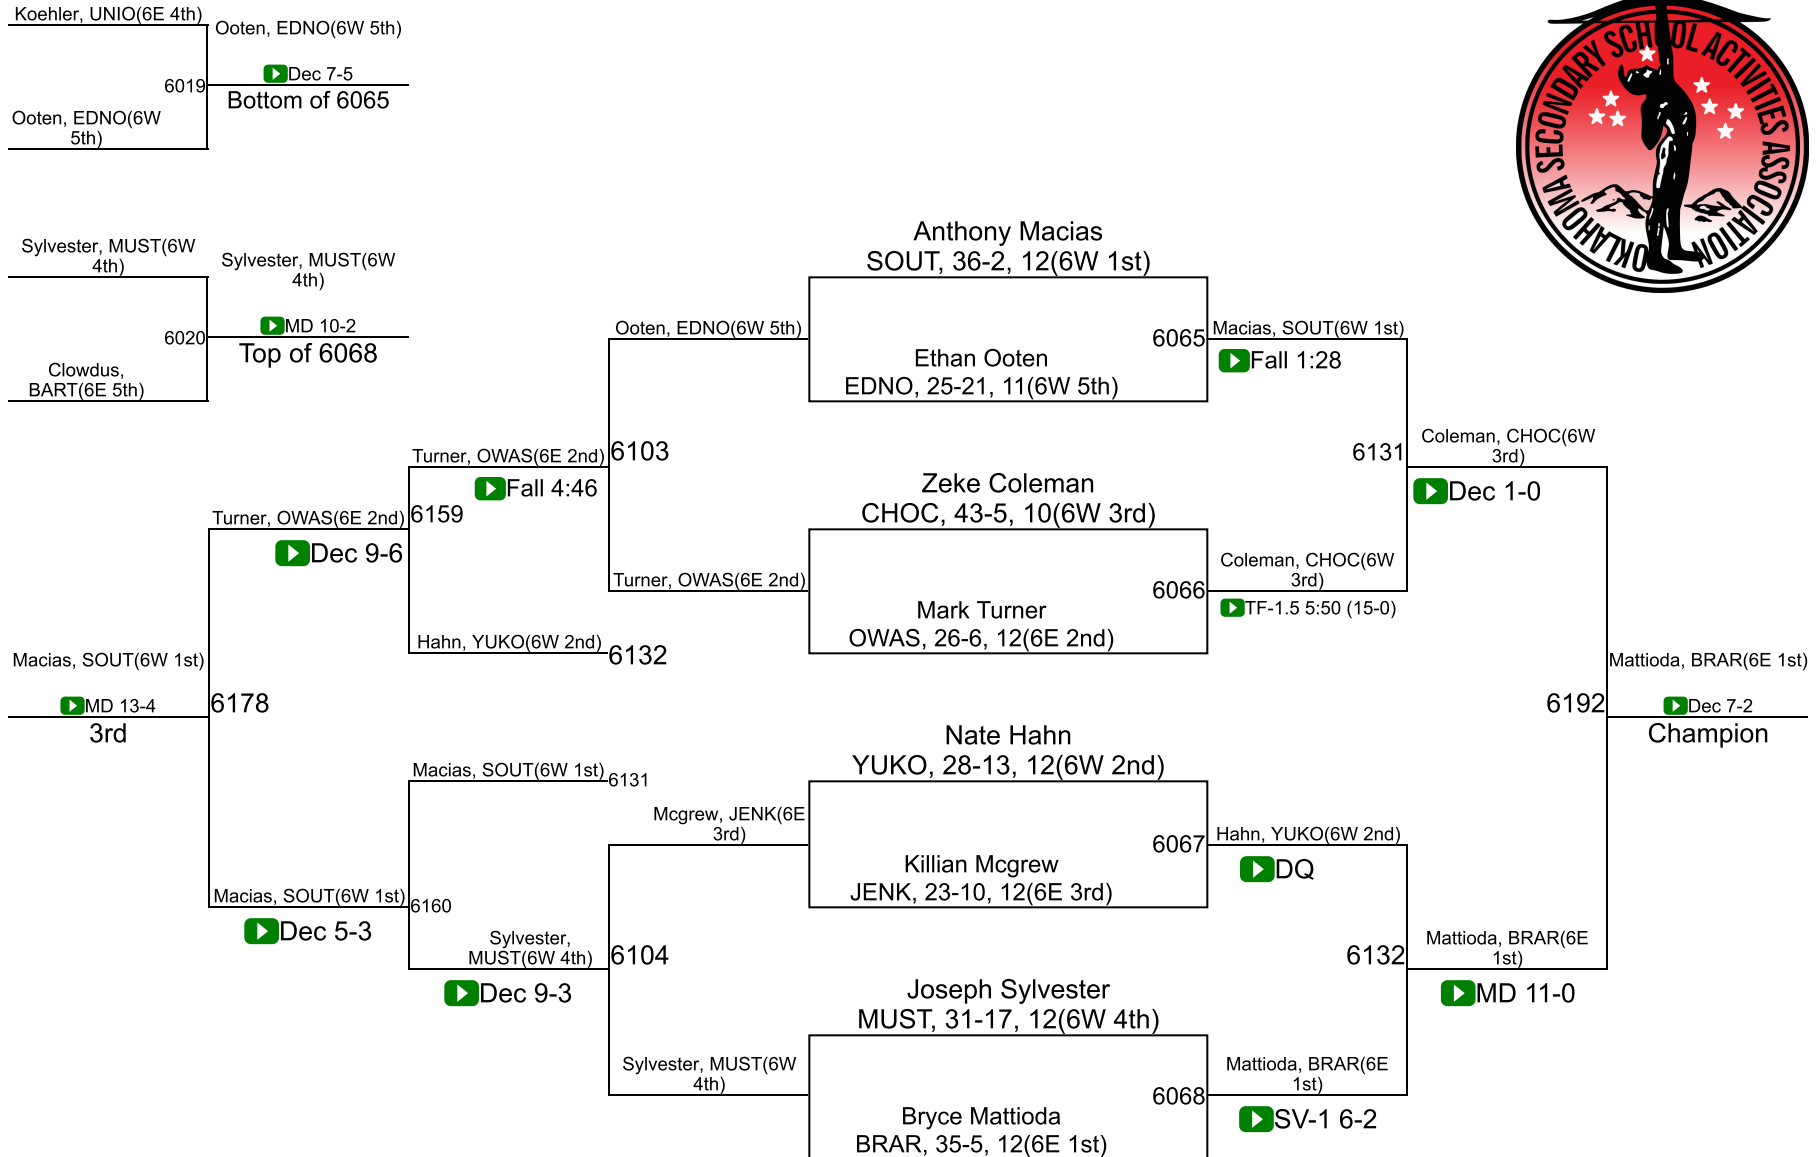 Koehler, UNIO(6E 4th)
Ooten, EDNO(6W 5th)
Dec 7-5
6019
Bottom of 6065
Ooten, EDNO(6W
5th)
OKLAHOMA SECONDARY SCHOOL ACTIVITIES ASSOCIATION
Sylvester, MUST(6W
4th)
Sylvester, MUST(6W
4th)
MD 10-2
6020
Top of 6068
Clowdus,
BART(6E 5th)
Anthony Macias
SOUT, 36-2, 12(6W 1st)
Ooten, EDNO(6W 5th)
6065
Macias, SOUT(6W 1st)
Fall 1:28
Ethan Ooten
EDNO, 25-21, 11(6W 5th)
Turner, OWAS(6E 2nd)
6103
Fall 4:46
6131
Coleman, CHOC(6W
3rd)
Dec 1-0
Zeke Coleman
CHOC, 43-5, 10(6W 3rd)
Turner, OWAS(6E 2nd)
6159
Dec 9-6
Turner, OWAS(6E 2nd)
6066
Coleman, CHOC(6W
3rd)
TF-1.5 5:50 (15-0)
Mark Turner
OWAS, 26-6, 12(6E 2nd)
Hahn, YUKO(6W 2nd)
6132
Macias, SOUT(6W 1st)
MD 13-4
3rd
6178
6192
Mattioda, BRAR(6E 1st)
Dec 7-2
Champion
Nate Hahn
YUKO, 28-13, 12(6W 2nd)
Macias, SOUT(6W 1st)
6131
Mcgrew, JENK(6E
3rd)
6067
Hahn, YUKO(6W 2nd)
DQ
Killian Mcgrew
JENK, 23-10, 12(6E 3rd)
Macias, SOUT(6W 1st)
6160
Dec 5-3
Sylvester,
MUST(6W 4th)
6104
Dec 9-3
6132
Mattioda, BRAR(6E
1st)
MD 11-0
Joseph Sylvester
MUST, 31-17, 12(6W 4th)
Sylvester, MUST(6W
4th)
6068
Mattioda, BRAR(6E
1st)
SV-1 6-2
Bryce Mattioda
BRAR, 35-5, 12(6E 1st)